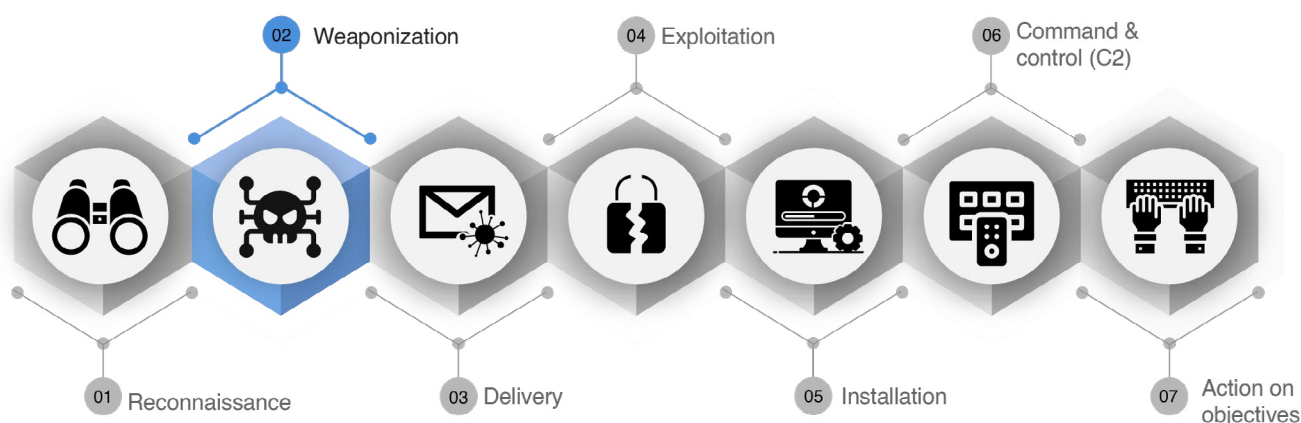 02 Weaponization
04 Exploitation
06 Command &
control (C2)
01 Reconnaissance
03 Delivery
05 Installation
07 Action on
objectives